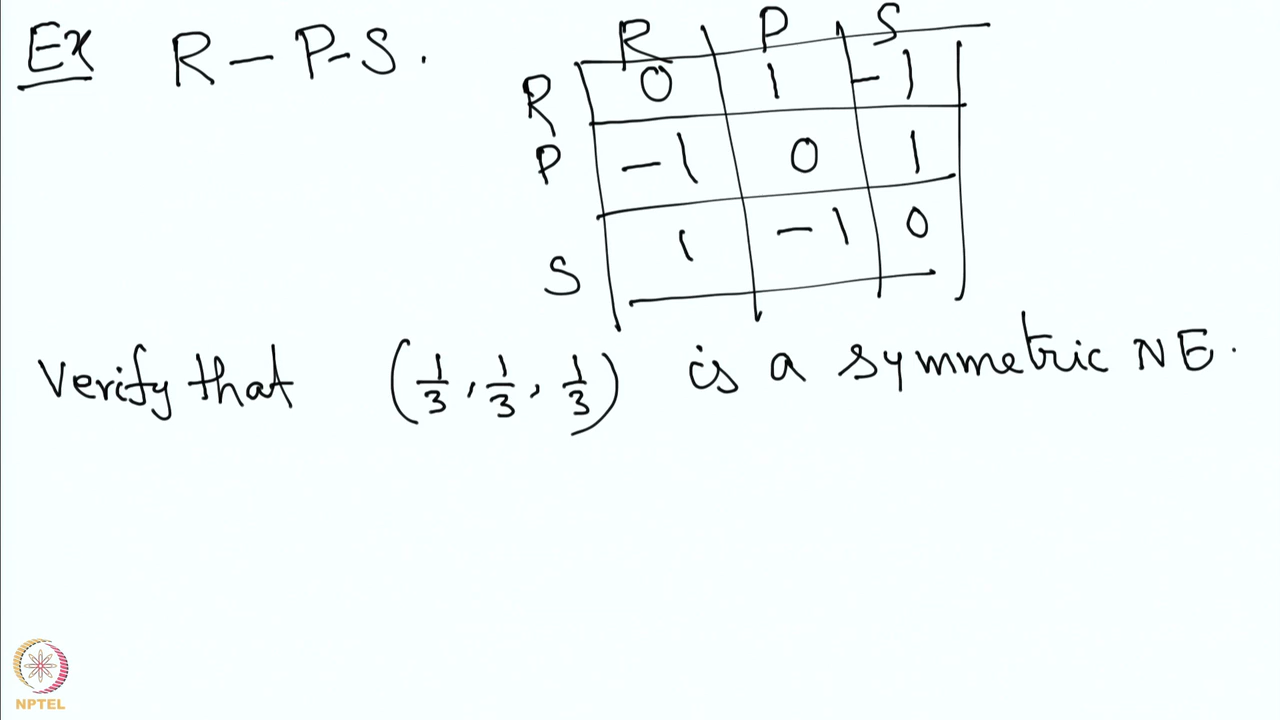 Ex R - P-S.
R P S
R 0 1 -1
P -1 0 1
S 1 -1 0
Verify that (1/3, 1/3, 1/3) is a symmetric NE.
NPTEL